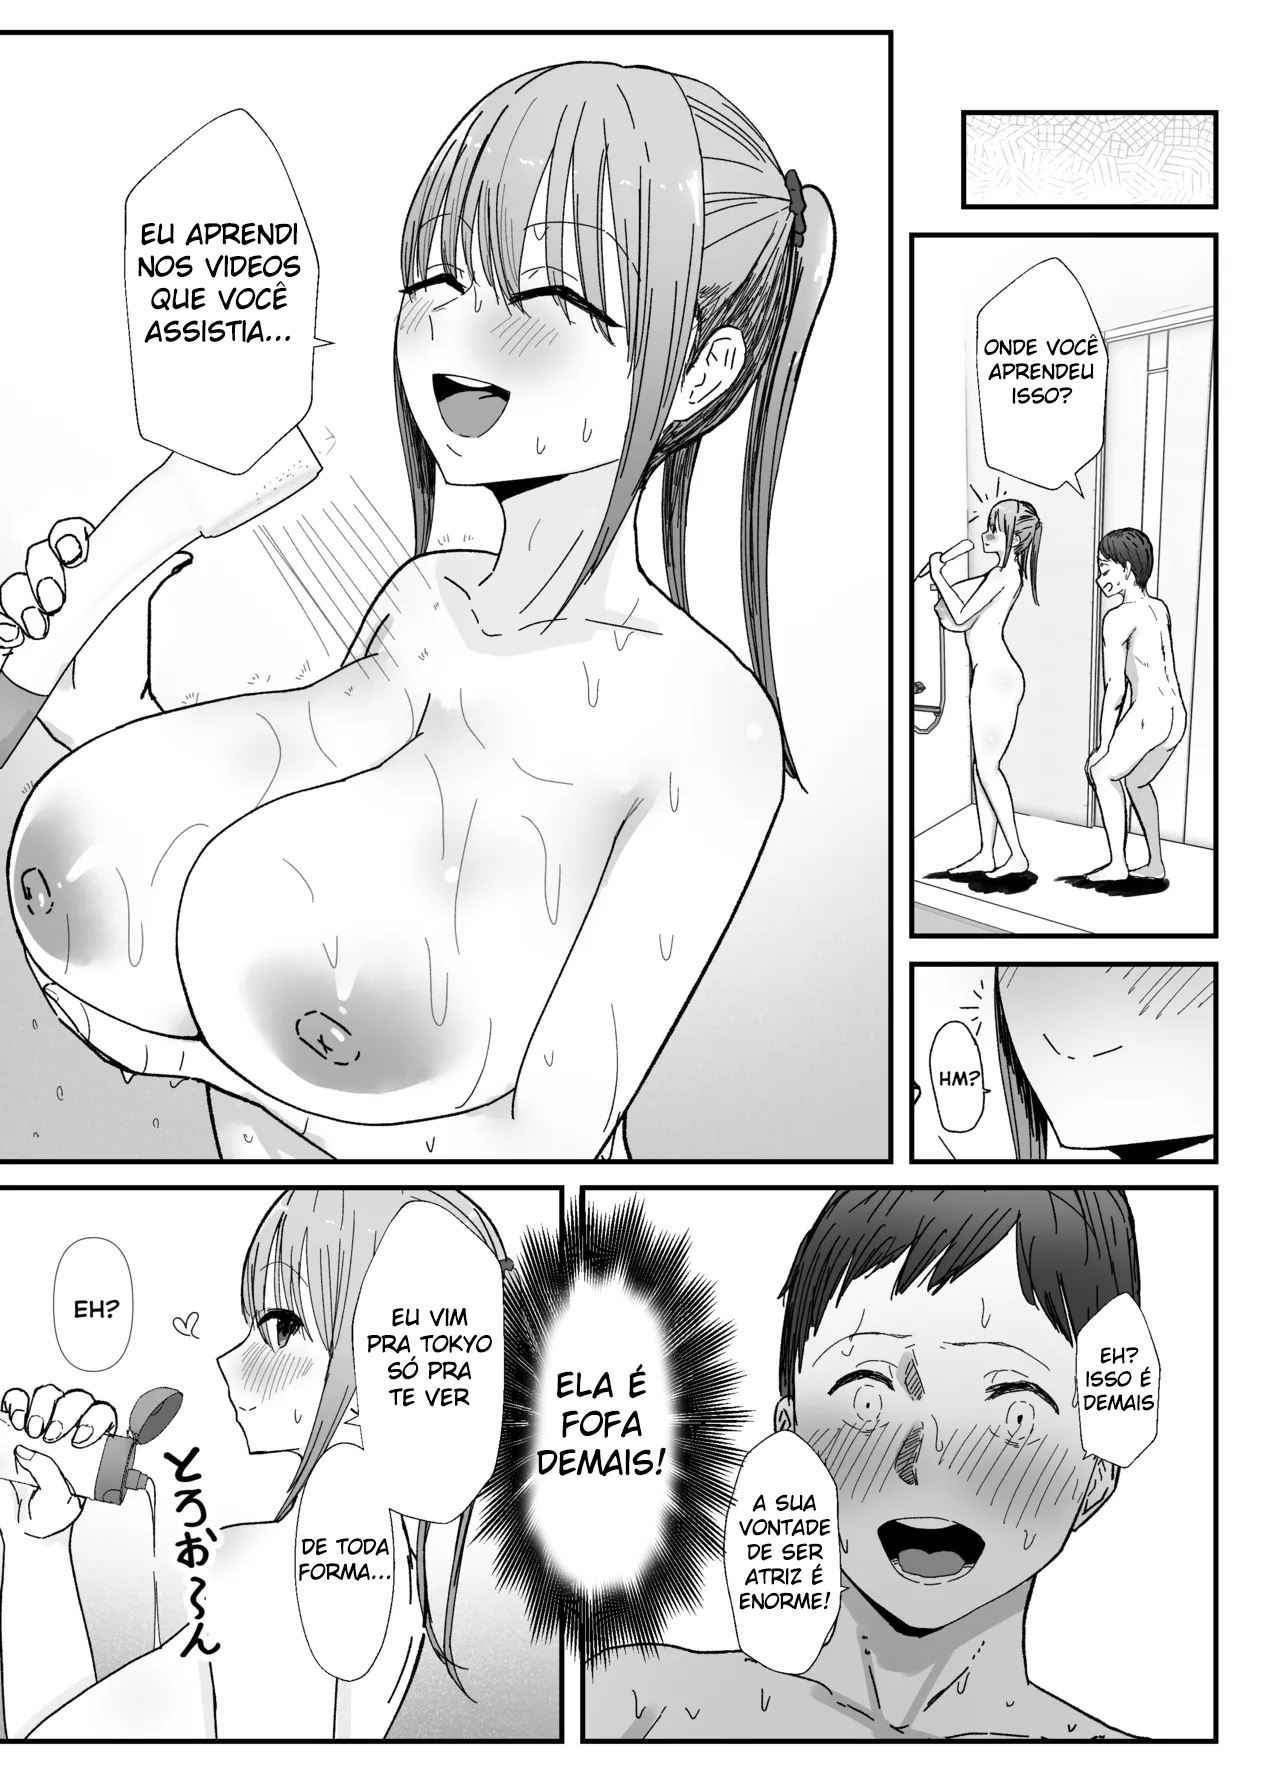 ONDE VOCÊ
APRENDEU
ISSO?
HM?
EU APRENDI
NOS VIDEOS
QUE VOCÊ
ASSISTIA...
EH?
ISSO É
DEMAIS
A SUA
VONTADE
DE SER
ATRIZ É
ENORME!
ELA É
FOFA
DEMAIS!
EU VIM
PRA TOKYO
SÓ PRA
TE VER
DE TODA
FORMA...
とろぉ〜ん
EH?